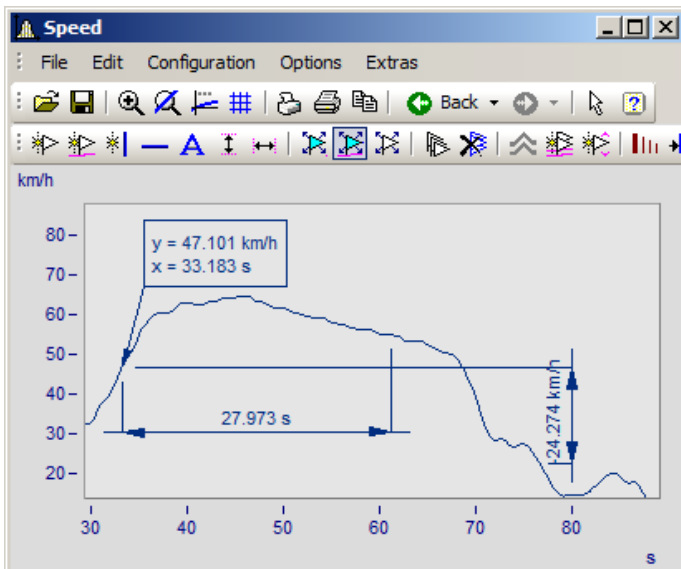 Speed
File Edit Configuration Options Extras
Back
km/h
y = 47.101 km/h
x = 33.183 s
80
70
60
50
40
30
20
27.973 s
-24.274 km/h
30 40 50 60 70 80
s